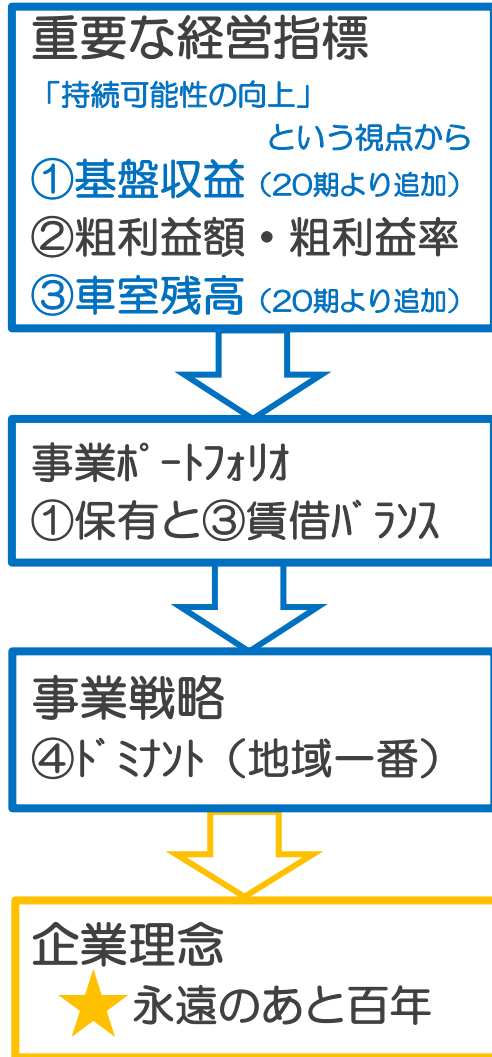 重要な経営指標
「持続可能性の向上」
という視点から
①基盤収益（20期より追加）
②粗利益額・粗利益率
③車室残高（20期より追加）
事業ﾎﾟｰﾄﾌｫﾘｵ
①保有と③賃借ﾊﾞﾗﾝｽ
事業戦略
④ﾄﾞﾐﾅﾝﾄ（地域一番）
企業理念
★永遠のあと百年